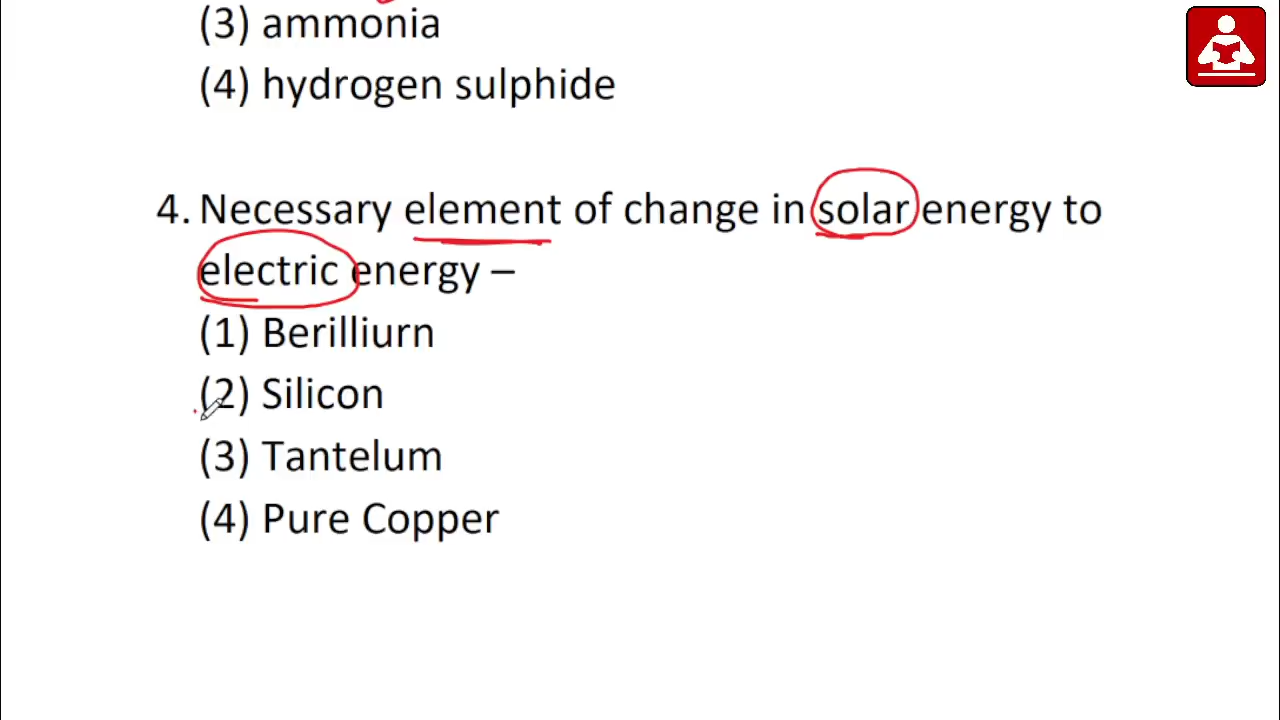 (3) ammonia
(4) hydrogen sulphide
4. Necessary element of change in solar energy to
electric energy –
(1) Berilliurn
(2) Silicon
(3) Tantelum
(4) Pure Copper